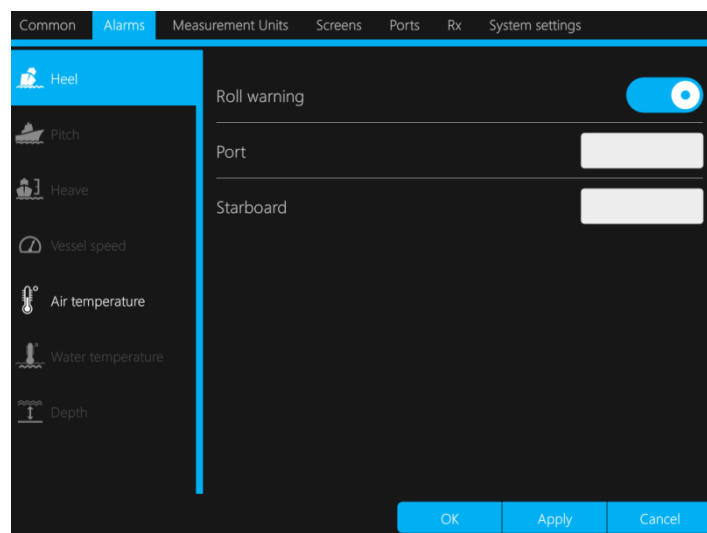 Common Alarms Measurement Units Screens Ports Rx System settings
Heel
Pitch
Heave
Vessel speed
Air temperature
Water temperature
Depth
Roll warning
Port
Starboard
OK Apply Cancel